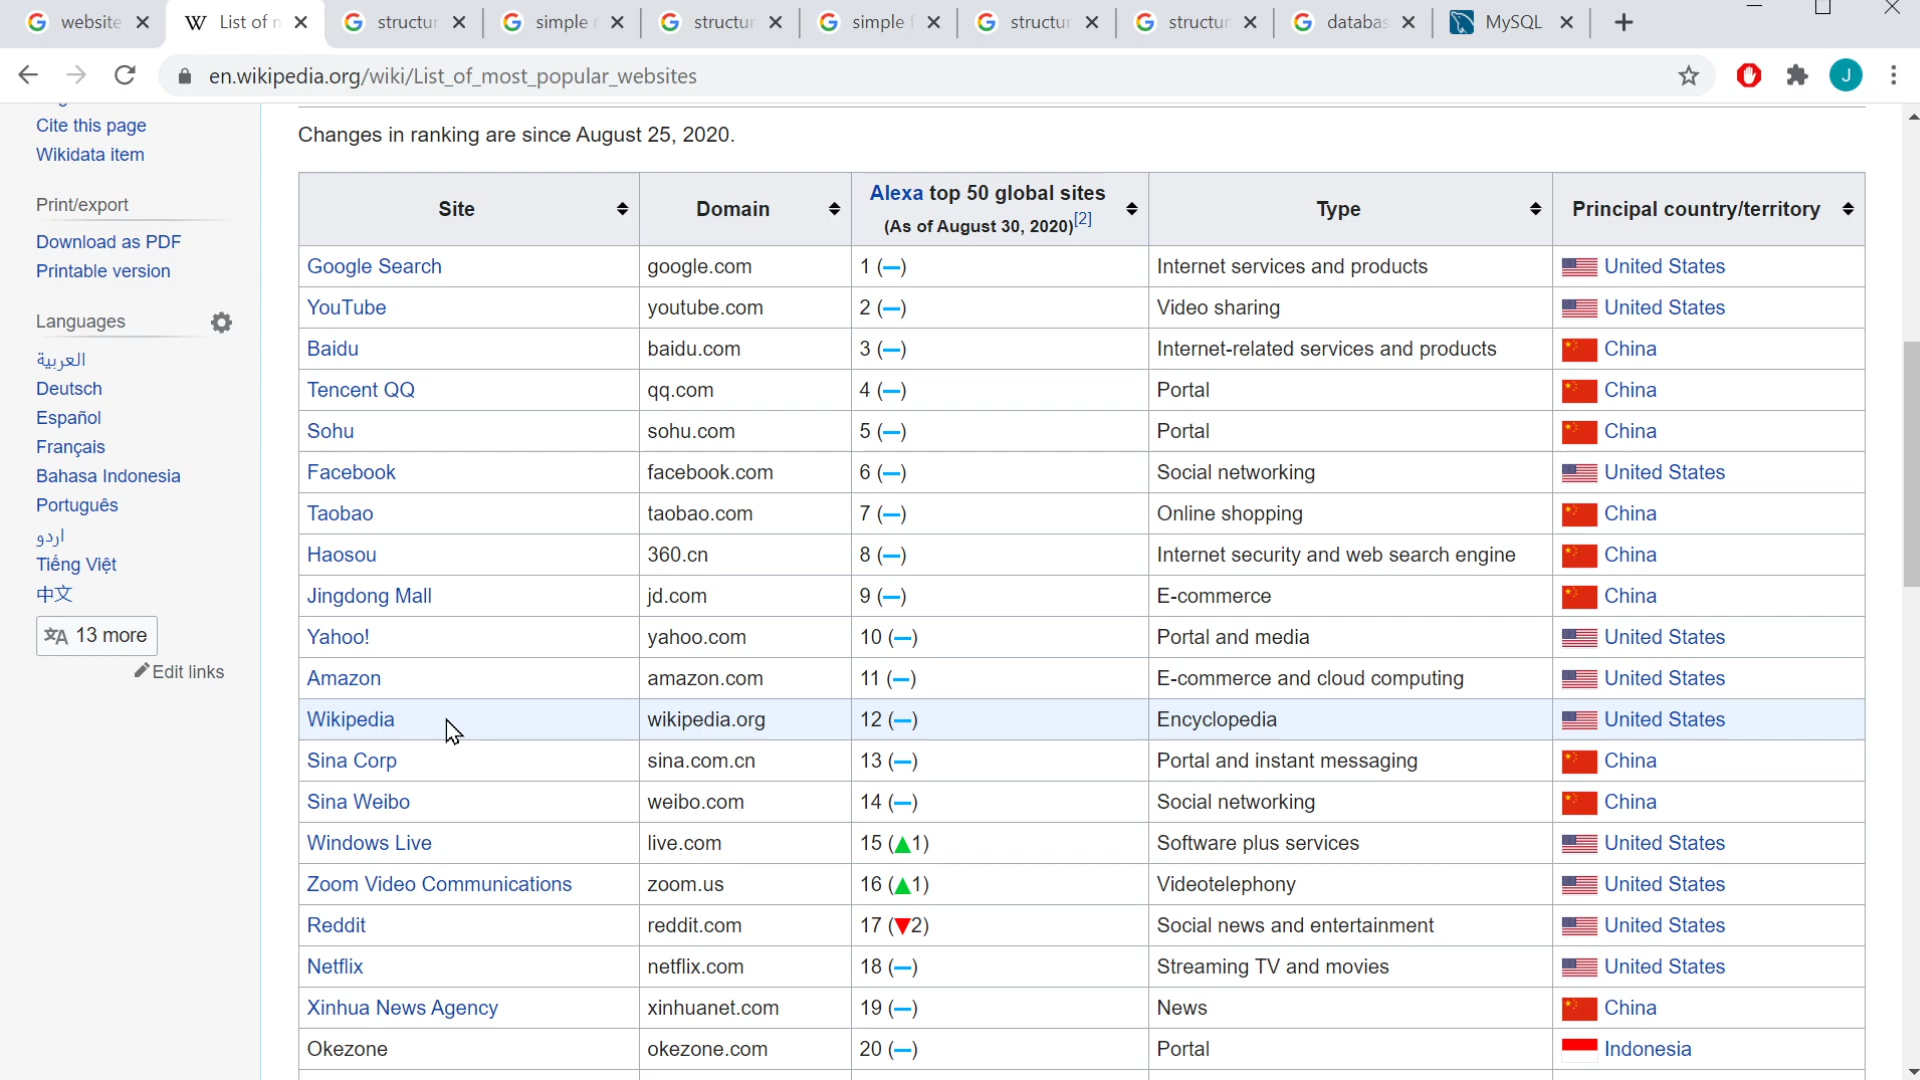 website
List of n
structur
simple
structur
simple f
structur
structur
databas
MySQL
en.wikipedia.org/wiki/List_of_most_popular_websites
J
Cite this page
Wikidata item
Print/export
Download as PDF
Printable version
Languages
العربية
Deutsch
Español
Français
Bahasa Indonesia
Português
اردو
Tiếng Việt
中文
文A 13 more
Edit links
Changes in ranking are since August 25, 2020.
Site Domain Alexa top 50 global sites (As of August 30, 2020)[2] Type Principal country/territory
Google Search google.com 1 (—) Internet services and products United States
YouTube youtube.com 2 (—) Video sharing United States
Baidu baidu.com 3 (—) Internet-related services and products China
Tencent QQ qq.com 4 (—) Portal China
Sohu sohu.com 5 (—) Portal China
Facebook facebook.com 6 (—) Social networking United States
Taobao taobao.com 7 (—) Online shopping China
Haosou 360.cn 8 (—) Internet security and web search engine China
Jingdong Mall jd.com 9 (—) E-commerce China
Yahoo! yahoo.com 10 (—) Portal and media United States
Amazon amazon.com 11 (—) E-commerce and cloud computing United States
Wikipedia wikipedia.org 12 (—) Encyclopedia United States
Sina Corp sina.com.cn 13 (—) Portal and instant messaging China
Sina Weibo weibo.com 14 (—) Social networking China
Windows Live live.com 15 (▲1) Software plus services United States
Zoom Video Communications zoom.us 16 (▲1) Videotelephony United States
Reddit reddit.com 17 (▼2) Social news and entertainment United States
Netflix netflix.com 18 (—) Streaming TV and movies United States
Xinhua News Agency xinhuanet.com 19 (—) News China
Okezone okezone.com 20 (—) Portal Indonesia